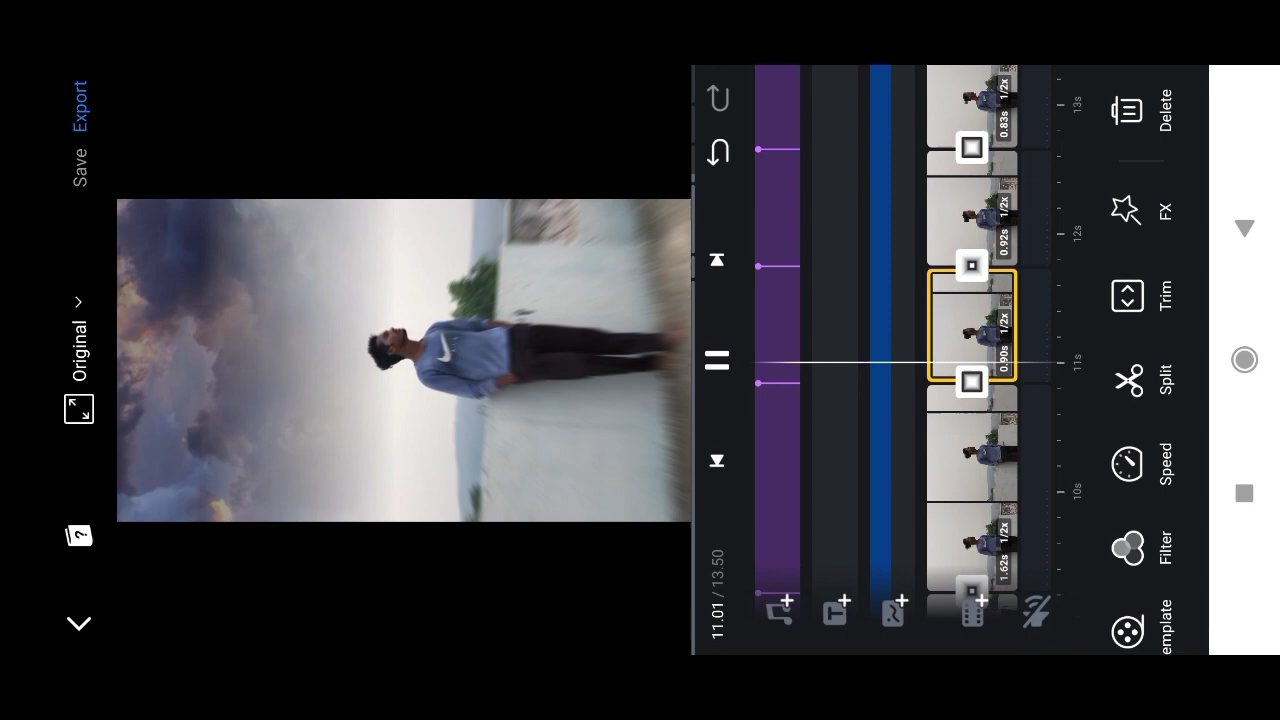 Save
Export
Original
?
11.01 / 13.50
1.62s 1/2x
0.90s 1/2x
0.92s 1/2x
0.83s 1/2x
10s
11s
12s
13s
emplate
Filter
Speed
Split
Trim
FX
Delete